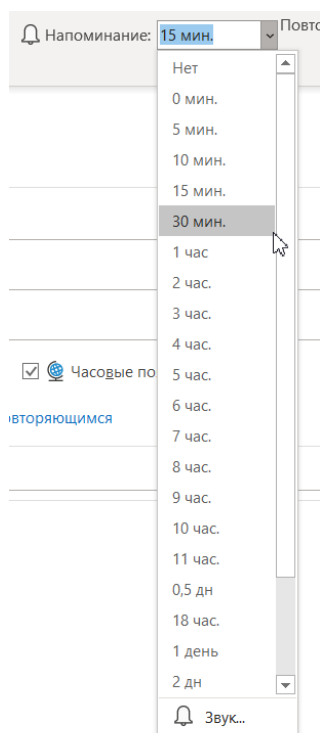 Напоминание: 15 мин. Повто
Нет
0 мин.
5 мин.
10 мин.
15 мин.
30 мин.
1 час
2 час.
3 час.
4 час.
Часовые по
5 час.
6 час.
овторяющимся
7 час.
8 час.
9 час.
10 час.
11 час.
0,5 дн
18 час.
1 день
2 дн
Звук...